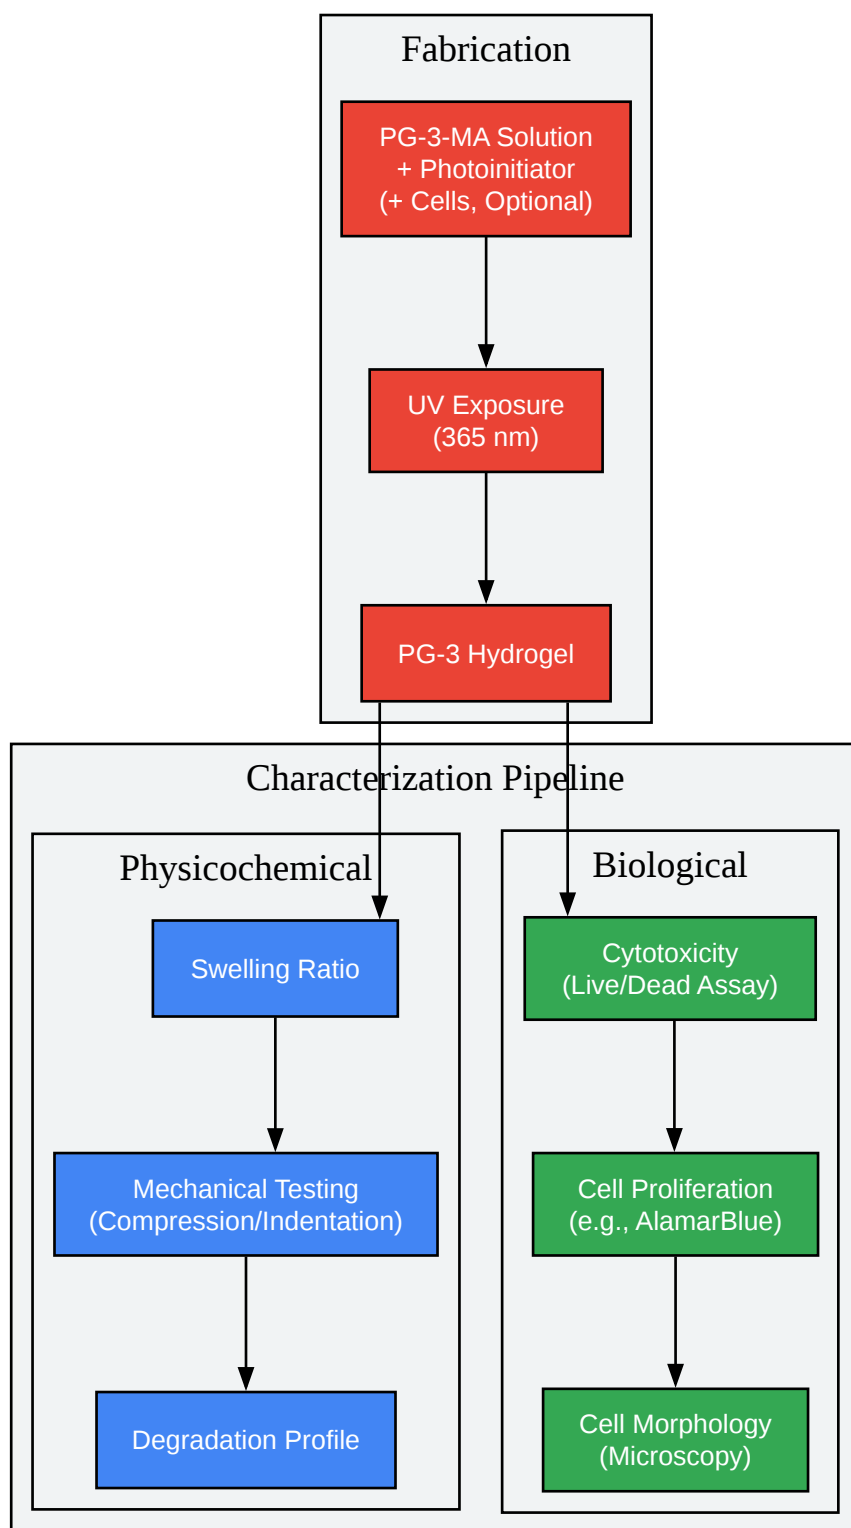 Fabrication
PG-3-MA Solution
+ Photoinitiator
(+ Cells, Optional)
UV Exposure
(365 nm)
PG-3 Hydrogel
Characterization Pipeline
Physicochemical
Swelling Ratio
Mechanical Testing
(Compression/Indentation)
Degradation Profile
Biological
Cytotoxicity
(Live/Dead Assay)
Cell Proliferation
(e.g., AlamarBlue)
Cell Morphology
(Microscopy)